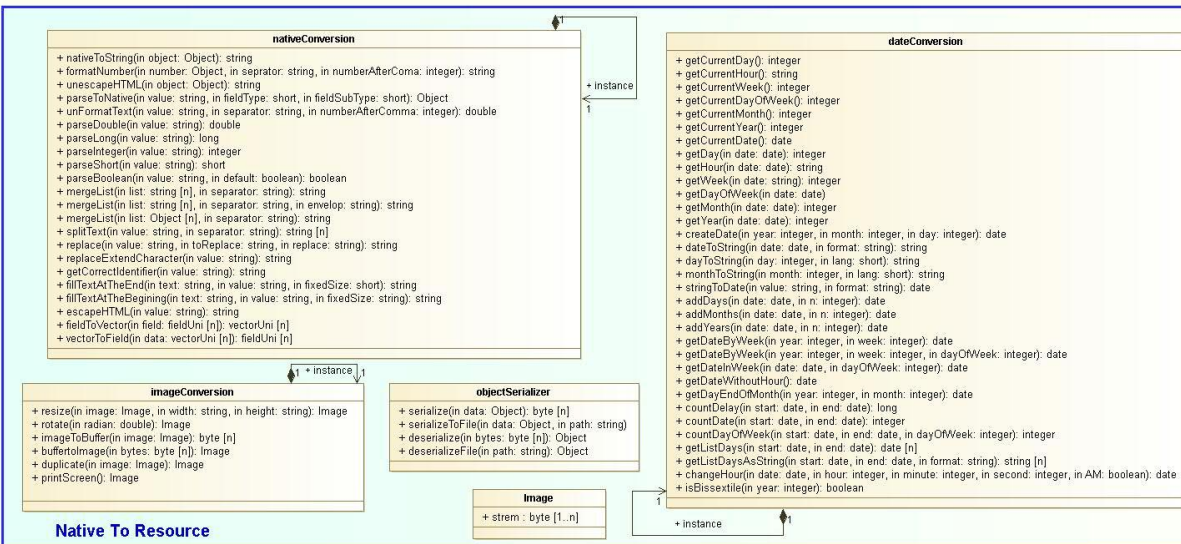 nativeConversion
+ nativeToString(in object: Object): string
+ formatNumber(in number: Object, in seprator: string, in numberAfterComa: integer): string
+ unescapeHTML(in object: Object): string
+ parseToNative(in value: string, in fieldType: short, in fieldSubType: short): Object
+ unFormatText(in value: string, in separator: string, in numberAfterComma: integer): double
+ parseDouble(in value: string): double
+ parseLong(in value: string): long
+ parseInteger(in value: string): integer
+ parseShort(in value: string): short
+ parseBoolean(in value: string, in default: boolean): boolean
+ mergeList(in list: string [n], in separator: string): string
+ mergeList(in list: string [n], in separator: string, in envelop: string): string
+ mergeList(in list: Object [n], in separator: string): string
+ splitText(in value: string, in separator: string): string [n]
+ replace(in value: string, in toReplace: string, in replace: string): string
+ replaceExtendCharacter(in value: string): string
+ getCorrectIdentifier(in value: string): string
+ fillTextAtTheEnd(in text: string, in value: string, in fixedSize: short): string
+ fillTextAtTheBegining(in text: string, in value: string, in fixedSize: string): string
+ escapeHTML(in value: string): string
+ fieldToVector(in field: fieldUni [n]): vectorUni [n]
+ vectorToField(in data: vectorUni [n]): fieldUni [n]
1
+ instance
1
dateConversion
+ getCurrentDay(): integer
+ getCurrentHour(): string
+ getCurrentWeek(): integer
+ getCurrentDayOfWeek(): integer
+ getCurrentMonth(): integer
+ getCurrentYear(): integer
+ getCurrentDate(): date
+ getDay(in date: date): integer
+ getHour(in date: date): string
+ getWeek(in date: string): integer
+ getDayOfWeek(in date: date)
+ getMonth(in date: date): integer
+ getYear(in date: date): integer
+ createDate(in year: integer, in month: integer, in day: integer): date
+ dateToString(in date: date, in format: string): string
+ dayToString(in day: integer, in lang: short): string
+ monthToString(in month: integer, in lang: short): string
+ stringToDate(in value: string, in format: string): date
+ addDays(in date: date, in n: integer): date
+ addMonths(in date: date, in n: integer): date
+ addYears(in date: date, in n: integer): date
+ getDateByWeek(in year: integer, in week: integer): date
+ getDateByWeek(in year: integer, in week: integer, in dayOfWeek: integer): date
+ getDateInWeek(in date: date, in dayOfWeek: integer): date
+ getDateWithoutHour(): date
+ getDayEndOfMonth(in year: integer, in month: integer): date
+ countDelay(in start: date, in end: date): long
+ countDate(in start: date, in end: date): integer
+ countDayOfWeek(in start: date, in end: date, in dayOfWeek: integer): integer
+ getListDays(in start: date, in end: date): date [n]
+ getListDaysAsString(in start: date, in end: date, in format: string): string [n]
+ changeHour(in date: date, in hour: integer, in minute: integer, in second: integer, in AM: boolean): date
+ isBissextile(in year: integer): boolean
1
+ instance
1
1 + instance 1
imageConversion
+ resize(in image: Image, in width: string, in height: string): Image
+ rotate(in radian: double): Image
+ imageToBuffer(in image: Image): byte [n]
+ buffertoImage(in bytes: byte [n]): Image
+ duplicate(in image: Image): Image
+ printScreen(): Image
objectSerializer
+ serialize(in data: Object): byte [n]
+ serializeToFile(in data: Object, in path: string)
+ deserialize(in bytes: byte [n]): Object
+ deserializeFile(in path: string): Object
Image
+ strem : byte [1..n]
Native To Resource